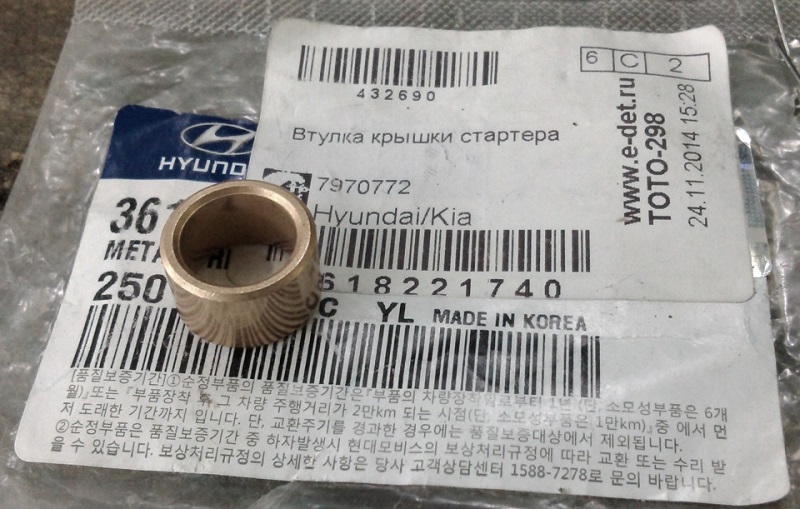 432690
6 C 2
Втулка крышки стартера
7970772
Hyundai/Kia
618221740
www.e-det.ru
TOTO-298
24.11.2014 15:28
HYUND
361
META
250
C YL MADE IN KOREA
[품질보증기간]①순정부품의 품질보증기간은『부품의 차량장착일로부터 1년 (단, 소모성부품은 6개
월)』또는 『부품장착 후 그 차량 주행거리가 2만km 되는 시점(단, 소모성부품은 1만km)』중 에서 먼
저 도래한 기간까지 입니다. 단, 교환주기를 경과한 경우에는 품질보증대상에서 제외됩니다.
②순정부품은 품질보증기간 중 하자발생시 현대모비스의 보상처리규정에 따라 교환 또는 수리 받
을 수 있습니다. 보상처리규정의 상세한 사항은 당사 고객상담센터 1588-7278로 문의 바랍니다.